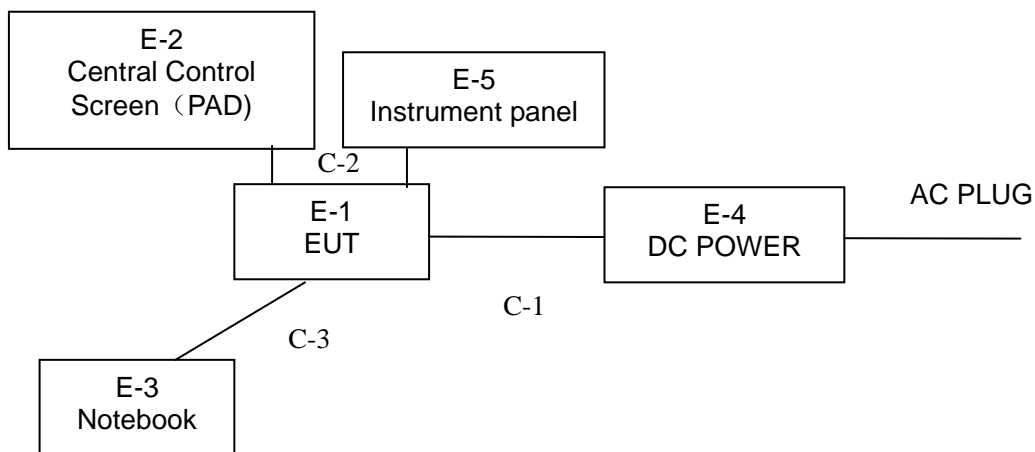 E-2
Central Control
Screen（PAD)
E-5
Instrument panel
C-2
E-1
EUT
E-4
DC POWER
AC PLUG
C-1
C-3
E-3
Notebook